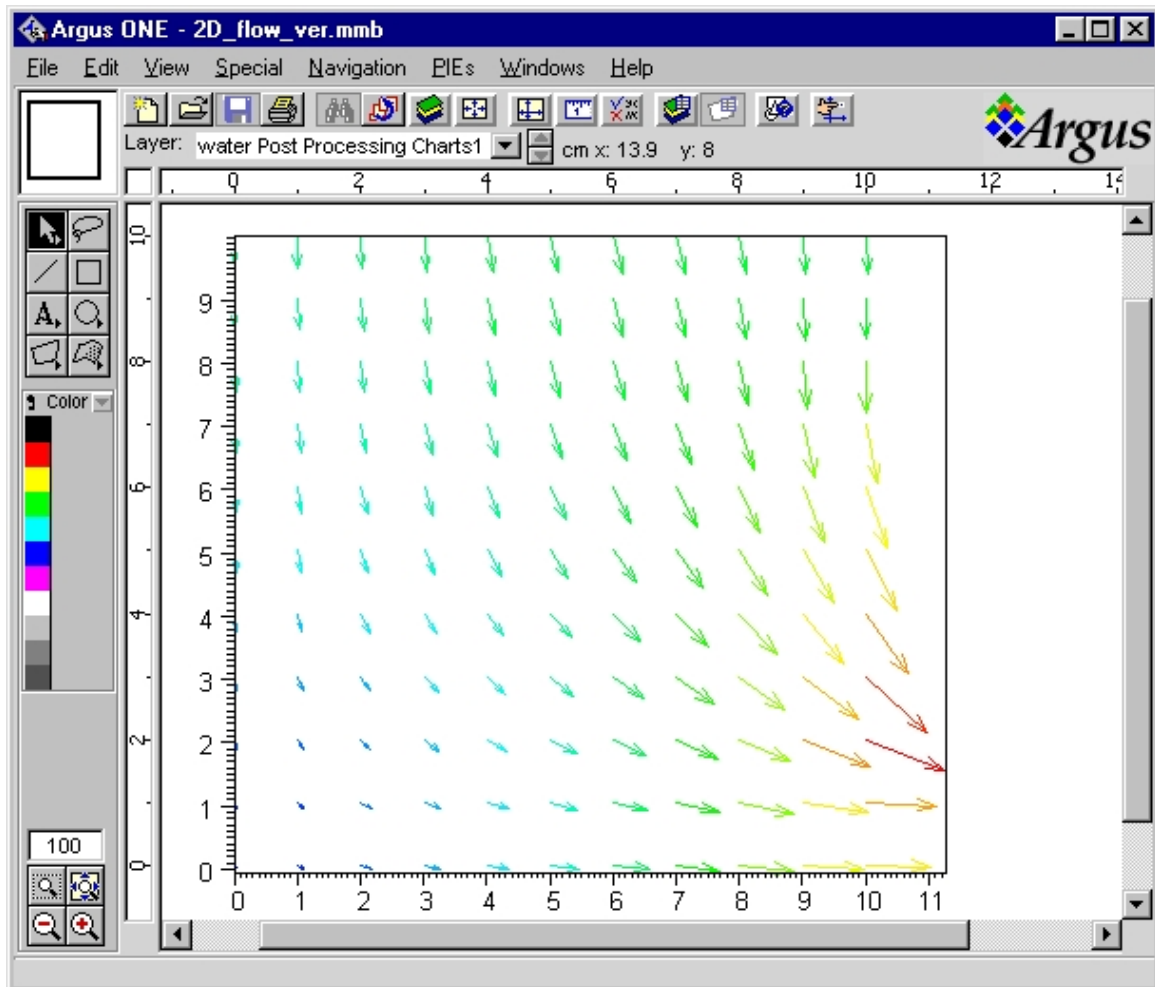 Argus ONE - 2D_flow_ver.mmb
File Edit View Special Navigation PIEs Windows Help
Layer: water Post Processing Charts1 cm x: 13.9 y: 8
Argus
0 2 4 6 8 10 12 14
10
8
6
4
2
0
A
Color
100
9
8
7
6
5
4
3
2
1
0
0 1 2 3 4 5 6 7 8 9 10 11